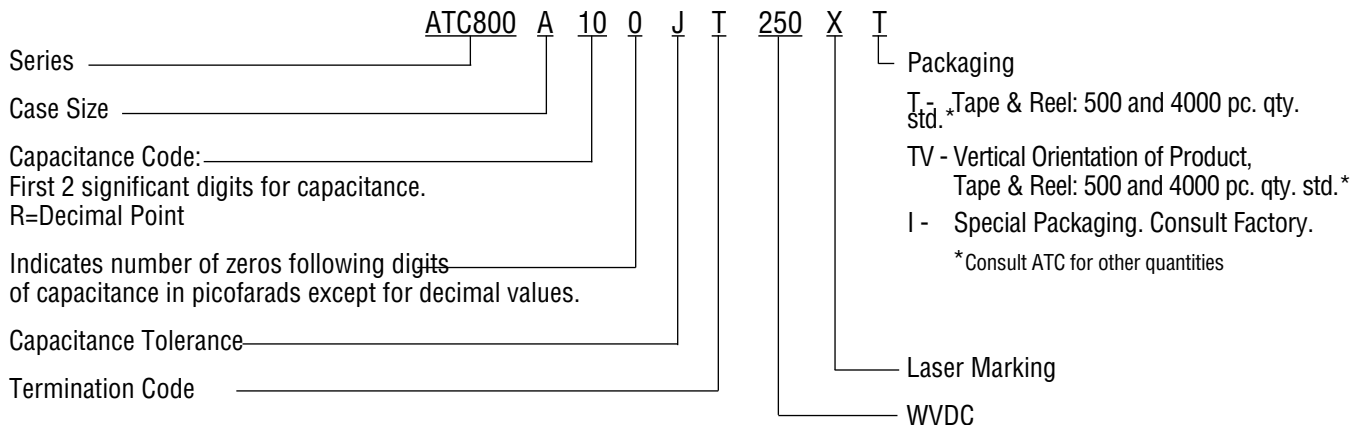 ATC800 A 10 0 J T 250 X T
Series
Case Size
Capacitance Code:
First 2 significant digits for capacitance.
R=Decimal Point
Indicates number of zeros following digits
of capacitance in picofarads except for decimal values.
Capacitance Tolerance
Termination Code
Packaging
T - Tape & Reel: 500 and 4000 pc. qty.
std.*
TV - Vertical Orientation of Product,
Tape & Reel: 500 and 4000 pc. qty. std.*
I - Special Packaging. Consult Factory.
*Consult ATC for other quantities
Laser Marking
WVDC